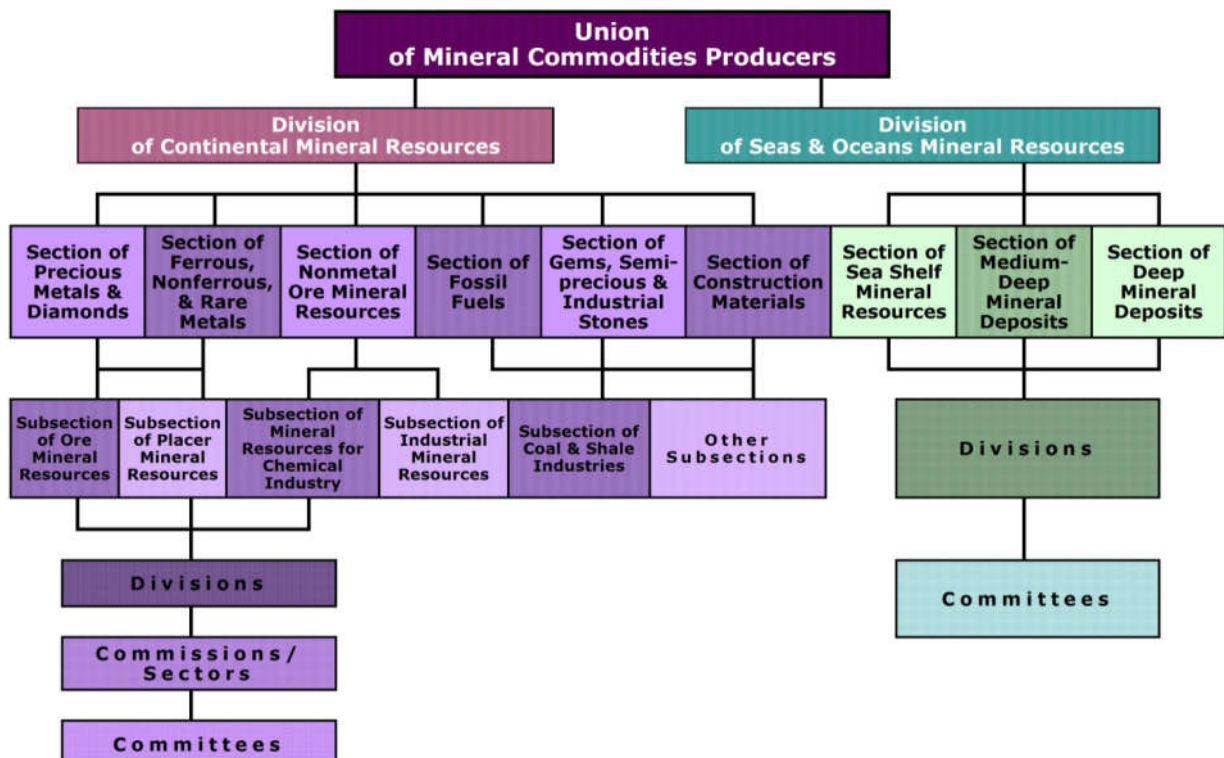 Union
of Mineral Commodities Producers
Division
of Continental Mineral Resources
Division
of Seas & Oceans Mineral Resources
Section of
Precious
Metals &
Diamonds
Section of
Ferrous,
Nonferrous,
& Rare
Metals
Section of
Nonmetal
Ore Mineral
Resources
Section of
Fossil
Fuels
Section of
Gems, Semi-
precious &
Industrial
Stones
Section of
Construction
Materials
Section of
Sea Shelf
Mineral
Resources
Section of
Medium-
Deep
Mineral
Deposits
Section of
Deep
Mineral
Deposits
Subsection
of Ore
Mineral
Resources
Subsection
of Placer
Mineral
Resources
Subsection of
Mineral
Resources for
Chemical
Industry
Subsection of
Industrial
Mineral
Resources
Subsection of
Coal & Shale
Industries
Other
Subsections
Divisions
Divisions
Commissions/
Sectors
Committees
Committees